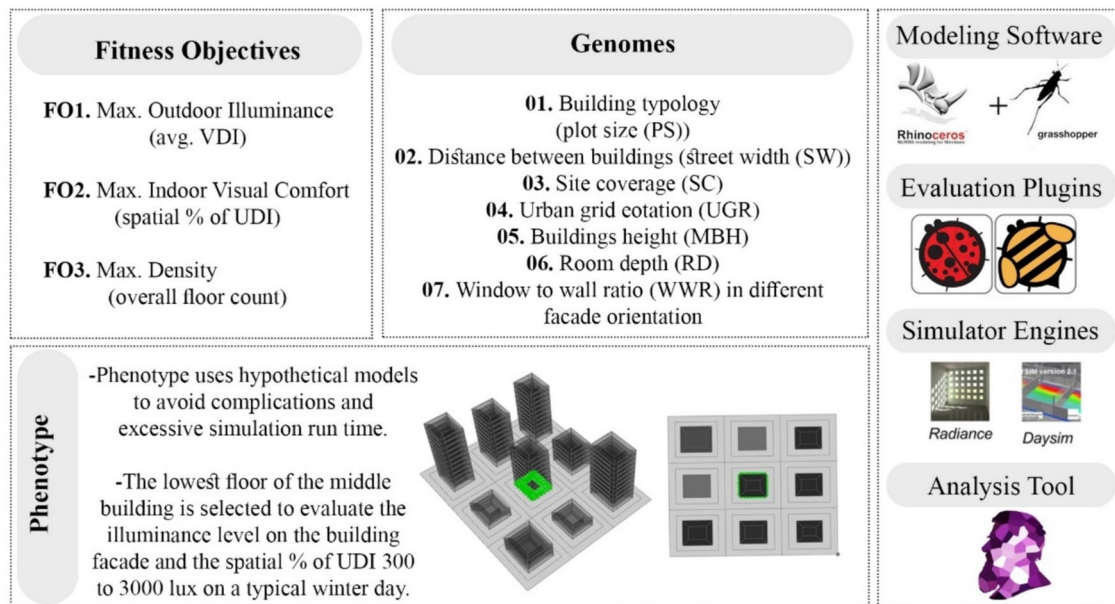 Fitness Objectives
FO1. Max. Outdoor Illuminance
(avg. VDI)
FO2. Max. Indoor Visual Comfort
(spatial % of UDI)
FO3. Max. Density
(overall floor count)
Genomes
01. Building typology
(plot size (PS))
02. Distance between buildings (street width (SW))
03. Site coverage (SC)
04. Urban grid cotation (UGR)
05. Buildings height (MBH)
06. Room depth (RD)
07. Window to wall ratio (WWR) in different
facade orientation
Modeling Software
Rhinoceros®
NURBS modeling for Windows
+
grasshopper
Evaluation Plugins
Simulator Engines
Radiance
Daysim
Analysis Tool
Phenotype
-Phenotype uses hypothetical models
to avoid complications and
excessive simulation run time.
-The lowest floor of the middle
building is selected to evaluate the
illuminance level on the building
facade and the spatial % of UDI 300
to 3000 lux on a typical winter day.